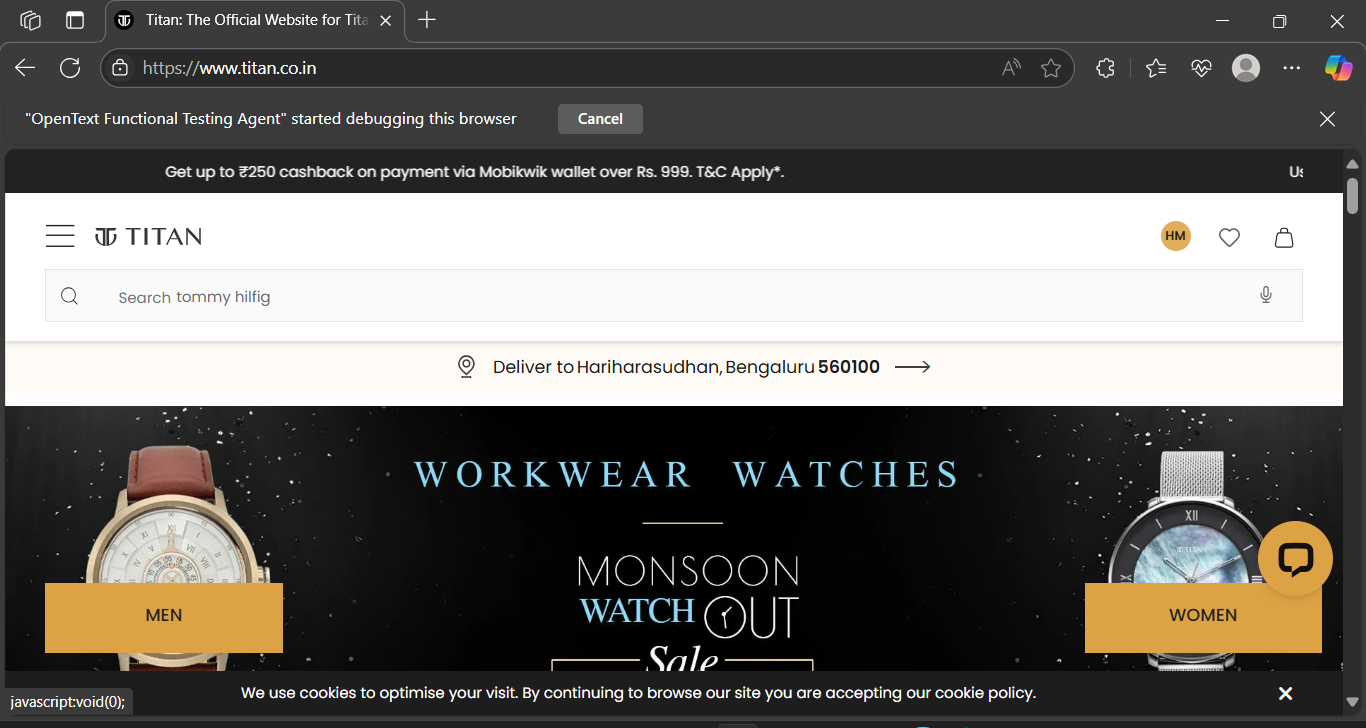 Titan: The Official Website for Tita
https://www.titan.co.in
"OpenText Functional Testing Agent" started debugging this browser
Cancel
Get up to ₹250 cashback on payment via Mobikwik wallet over Rs. 999. T&C Apply*.
Us
TITAN
HM
Search tommy hilfig
Deliver to Hariharasudhan, Bengaluru 560100
WORKWEAR WATCHES
MONSOON
WATCH OUT
Sale
MEN
WOMEN
We use cookies to optimise your visit. By continuing to browse our site you are accepting our cookie policy.
javascript:void(0);